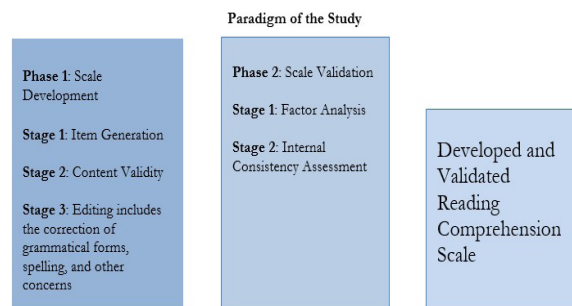 Paradigm of the Study
Phase 1: Scale
Development
Stage 1: Item Generation
Stage 2: Content Validity
Stage 3: Editing includes
the correction of
grammatical forms,
spelling, and other
concerns
Phase 2: Scale Validation
Stage 1: Factor Analysis
Stage 2: Internal
Consistency Assessment
Developed and
Validated
Reading
Comprehension
Scale